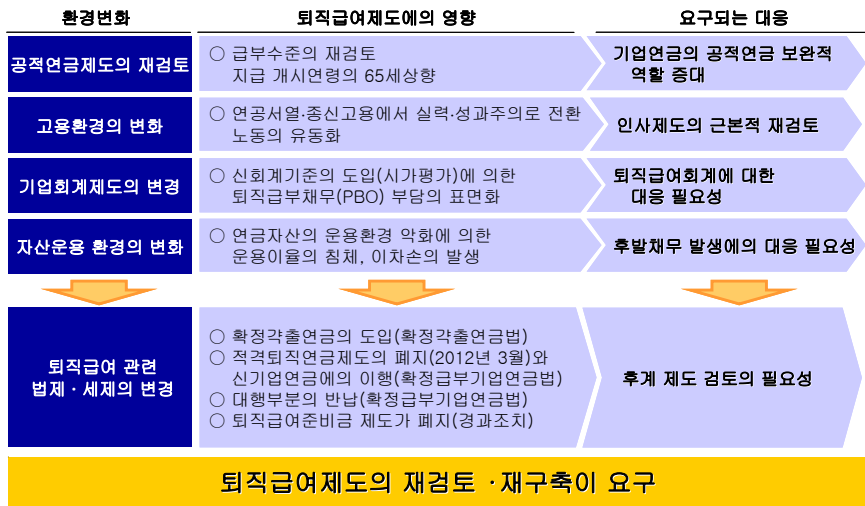 환경변화
퇴직급여제도에의 영향
요구되는 대응
공적연금제도의 재검토
○ 급부수준의 재검토
지급 개시연령의 65세상향
기업연금의 공적연금 보완적
역할 증대
고용환경의 변화
○ 연공서열·종신고용에서 실력·성과주의로 전환
노동의 유동화
인사제도의 근본적 재검토
기업회계제도의 변경
○ 신회계기준의 도입(시가평가)에 의한
퇴직급부채무(PBO) 부담의 표면화
퇴직급여회계에 대한
대응 필요성
자산운용 환경의 변화
○ 연금자산의 운용환경 악화에 의한
운용이율의 침체, 이차손의 발생
후발채무 발생에의 대응 필요성
퇴직급여 관련
법제·세제의 변경
○ 확정갹출연금의 도입(확정갹출연금법)
○ 적격퇴직연금제도의 폐지(2012년 3월)와
신기업연금에의 이행(확정급부기업연금법)
○ 대행부분의 반납(확정급부기업연금법)
○ 퇴직급여준비금 제도가 폐지(경과조치)
후계 제도 검토의 필요성
퇴직급여제도의 재검토 ·재구축이 요구